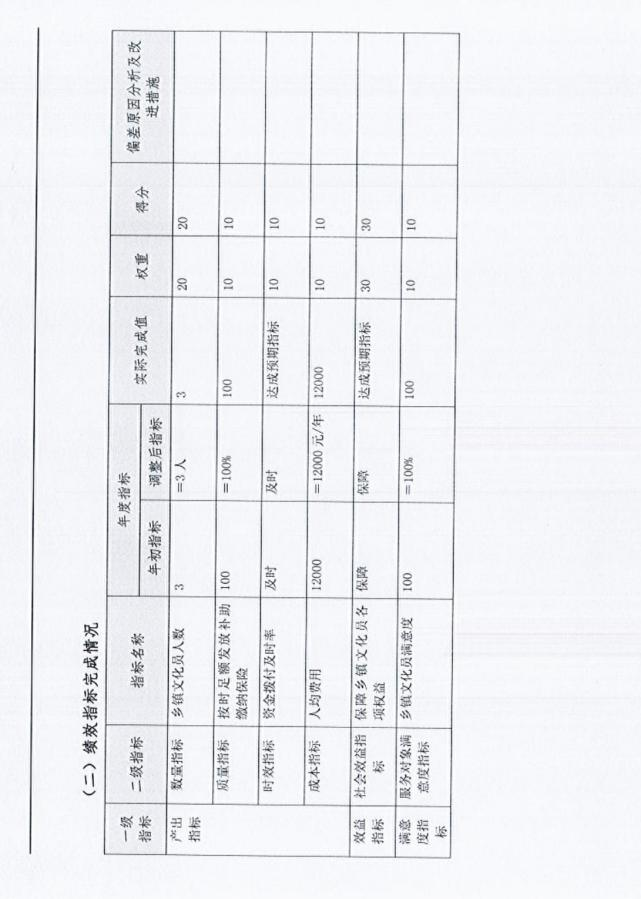 （二）绩效指标完成情况
一级指标 二级指标 指标名称 年度指标 实际完成值 权重 得分 偏差原因分析及改进措施
年初指标 调整后指标
产出指标 数量指标 乡镇文化员人数 3 =3 人 3 20 20
质量指标 按时足额发放补助缴纳保险 100 =100% 100 10 10
时效指标 资金拨付及时率 及时 及时 达成预期指标 10 10
成本指标 人均费用 12000 =12000 元/年 12000 10 10
效益指标 社会效益指标 保障乡镇文化员各项权益 保障 保障 达成预期指标 30 30
满意度指标 服务对象满意度指标 乡镇文化员满意度 100 =100% 100 10 10